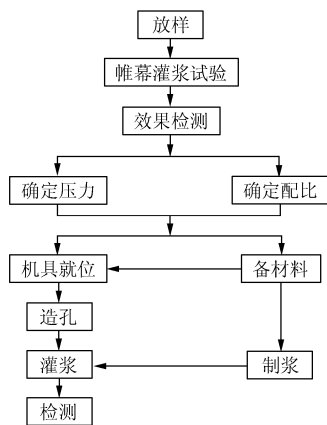 放样
帷幕灌浆试验
效果检测
确定压力
确定配比
机具就位
备材料
造孔
灌浆
制浆
检测